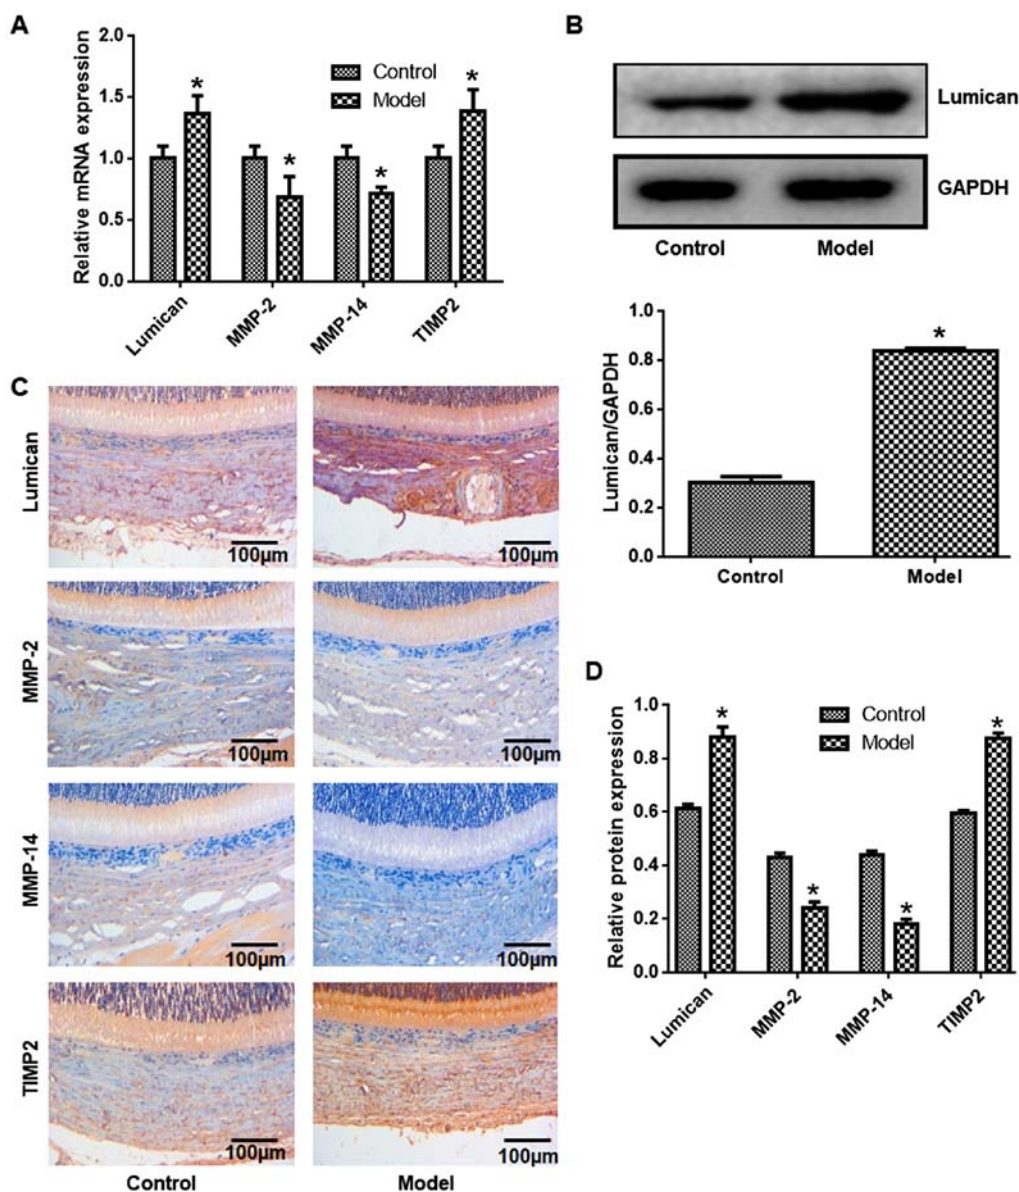 A
2.0
1.5
1.0
0.5
0.0
Relative mRNA expression
Control
Model
*
*
*
*
Lumican
MMP-2
MMP-14
TIMP2
B
Lumican
GAPDH
Control
Model
1.0
0.8
0.6
0.4
0.2
0.0
Lumican/GAPDH
*
Control
Model
C
Lumican
100µm
100µm
MMP-2
100µm
100µm
MMP-14
100µm
100µm
TIMP2
100µm
100µm
Control
Model
D
1.0
0.8
0.6
0.4
0.2
0.0
Relative protein expression
Control
Model
*
*
*
*
Lumican
MMP-2
MMP-14
TIMP2